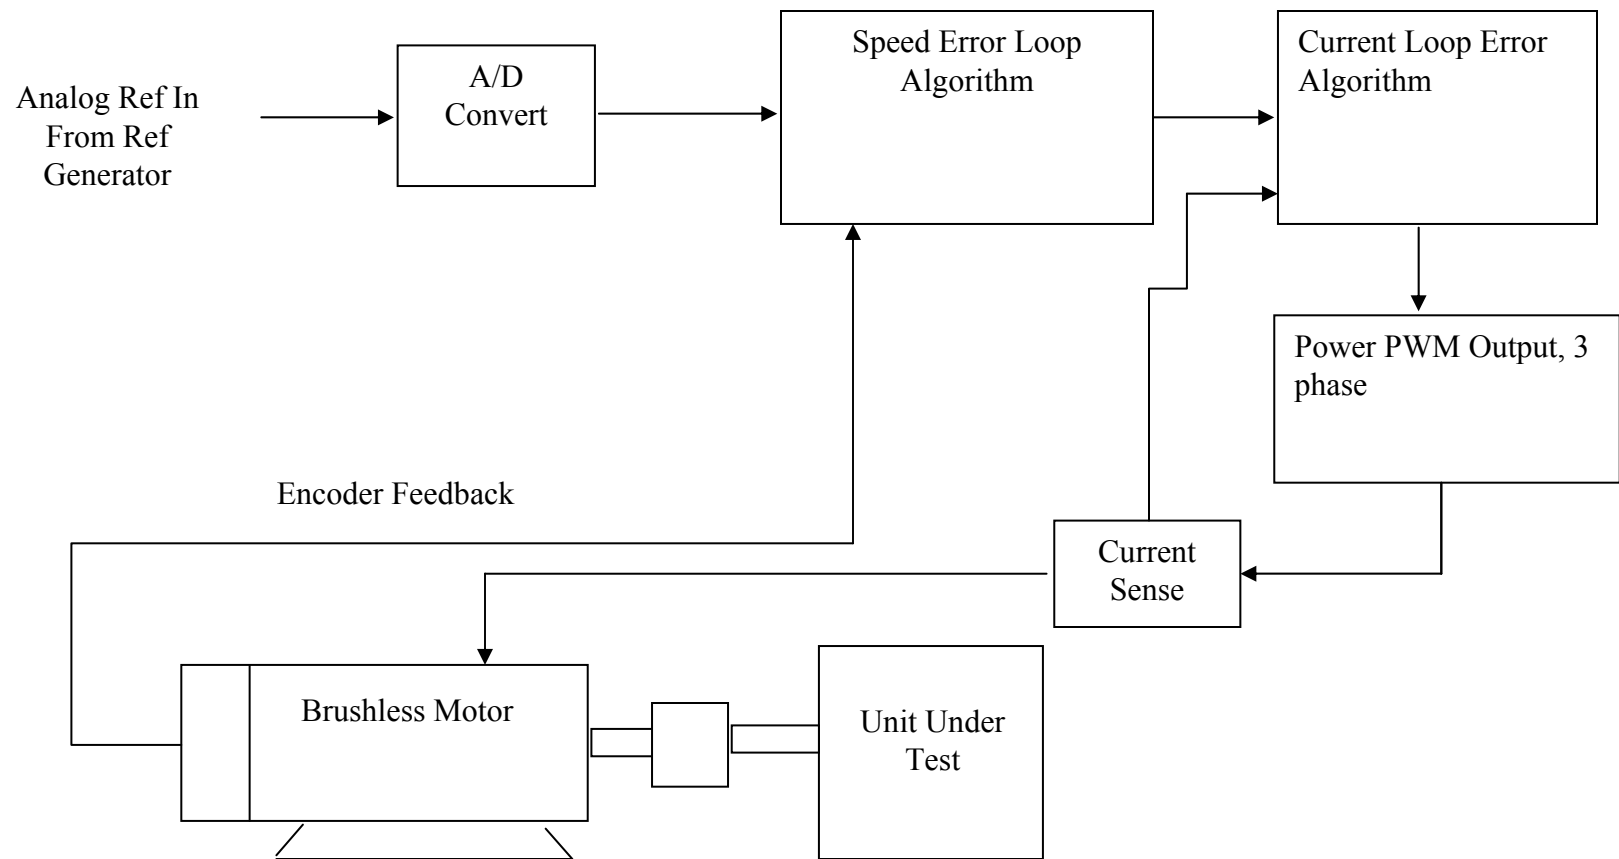 Analog Ref In
From Ref
Generator
A/D
Convert
Speed Error Loop
Algorithm
Current Loop Error
Algorithm
Power PWM Output, 3
phase
Encoder Feedback
Current
Sense
Brushless Motor
Unit Under
Test